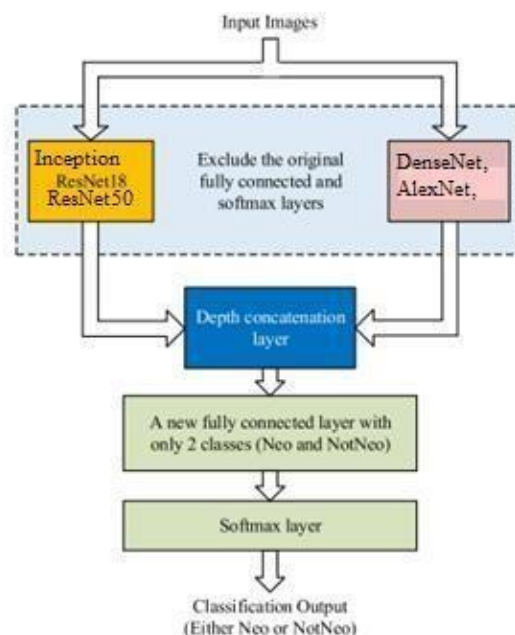 Input Images
Inception
ResNet18
ResNet50
Exclude the original
fully connected and
softmax layers
DenseNet,
AlexNet,
Depth concatenation
layer
A new fully connected layer with
only 2 classes (Neo and NotNeo)
Softmax layer
Classification Output
(Either Neo or NotNeo)